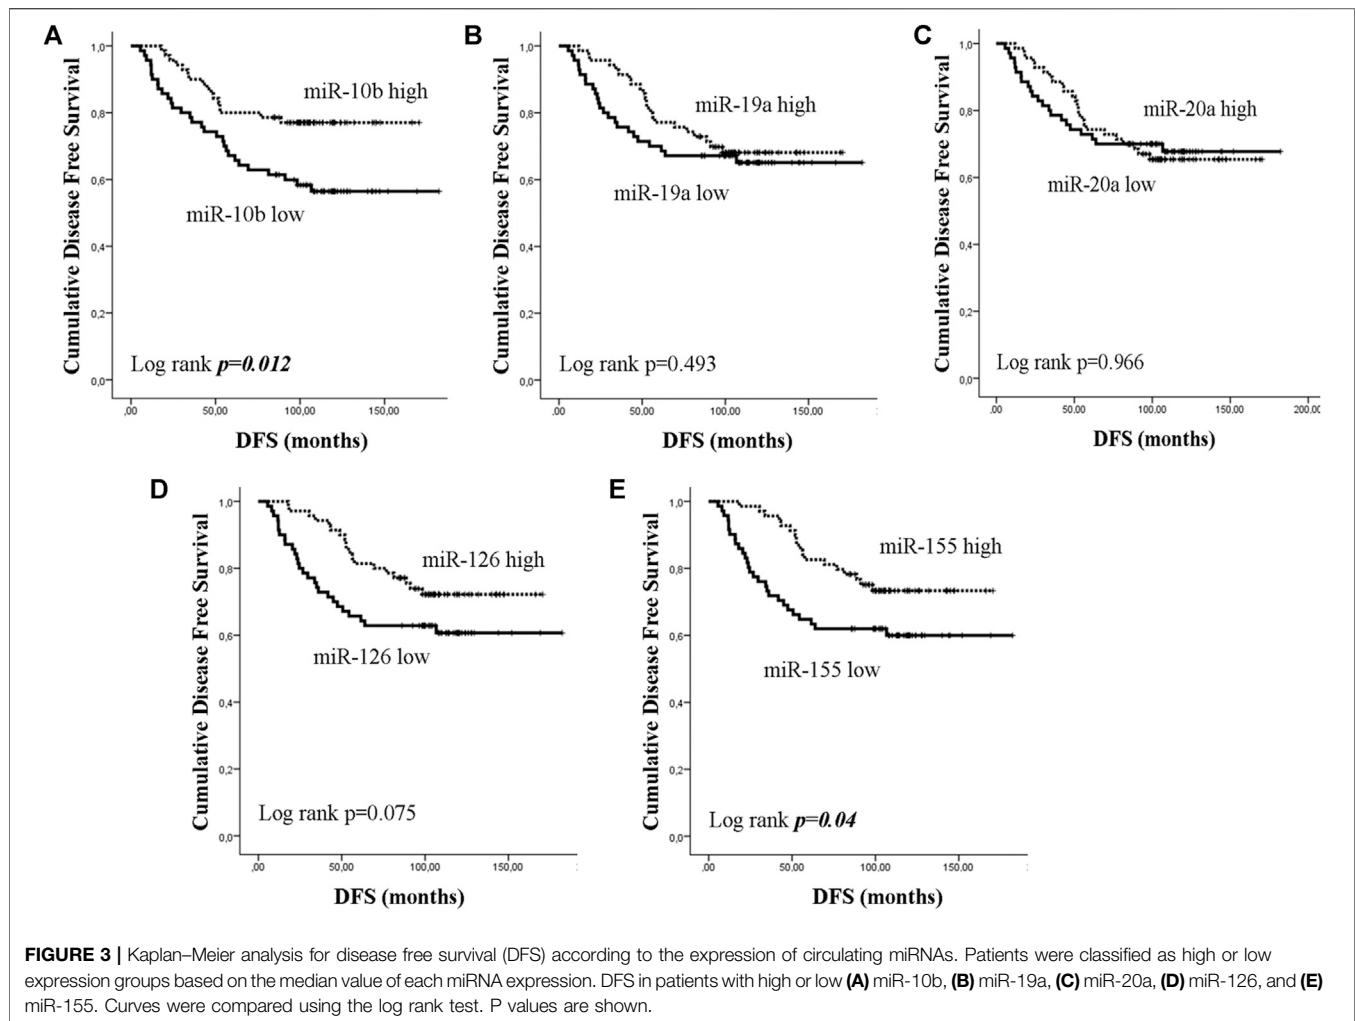 A
Cumulative Disease Free Survival
1,0
0,8
0,6
0,4
0,2
0,0
miR-10b high
miR-10b low
Log rank p=0.012
,00 50,00 100,00 150,00
DFS (months)
B
Cumulative Disease Free Survival
1,0
0,8
0,6
0,4
0,2
0,0
miR-19a high
miR-19a low
Log rank p=0.493
,00 50,00 100,00 150,00
DFS (months)
C
Cumulative Disease Free Survival
1,0
0,8
0,6
0,4
0,2
0,0
miR-20a high
miR-20a low
Log rank p=0.966
,00 50,00 100,00 150,00 200,00
DFS (months)
D
Cumulative Disease Free Survival
1,0
0,8
0,6
0,4
0,2
0,0
miR-126 high
miR-126 low
Log rank p=0.075
,00 50,00 100,00 150,00
DFS (months)
E
Cumulative Disease Free Survival
1,0
0,8
0,6
0,4
0,2
0,0
miR-155 high
miR-155 low
Log rank p=0.04
,00 50,00 100,00 150,00
DFS (months)
FIGURE 3 | Kaplan–Meier analysis for disease free survival (DFS) according to the expression of circulating miRNAs. Patients were classified as high or low
expression groups based on the median value of each miRNA expression. DFS in patients with high or low (A) miR-10b, (B) miR-19a, (C) miR-20a, (D) miR-126, and (E)
miR-155. Curves were compared using the log rank test. P values are shown.